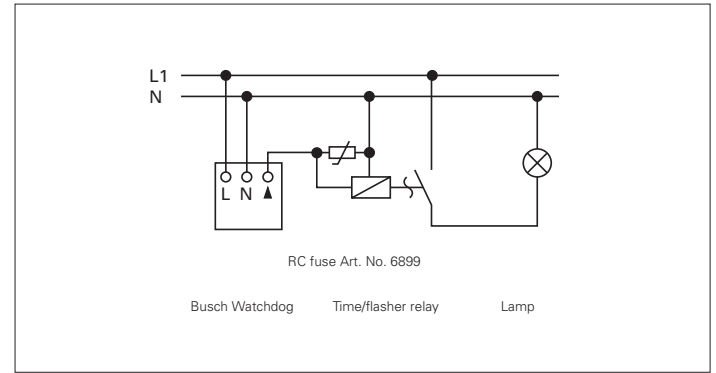 L1
N
L N
RC fuse Art. No. 6899
Busch Watchdog Time/flasher relay Lamp